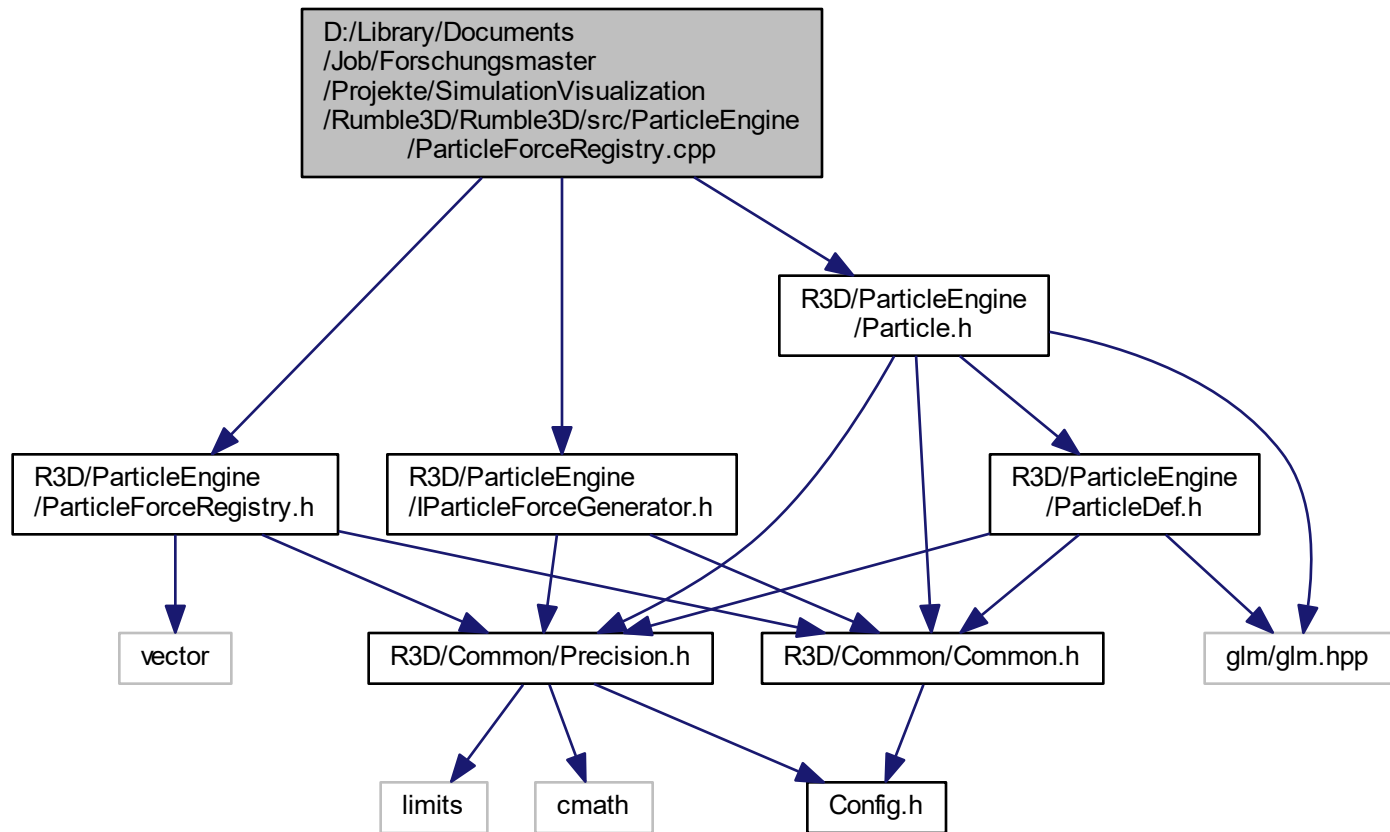 D:/Library/Documents
/Job/Forschungsmaster
/Projekte/SimulationVisualization
/Rumble3D/Rumble3D/src/ParticleEngine
/ParticleForceRegistry.cpp
R3D/ParticleEngine
/Particle.h
R3D/ParticleEngine
/ParticleForceRegistry.h
R3D/ParticleEngine
/IParticleForceGenerator.h
R3D/ParticleEngine
/ParticleDef.h
vector
R3D/Common/Precision.h
R3D/Common/Common.h
glm/glm.hpp
limits
cmath
Config.h